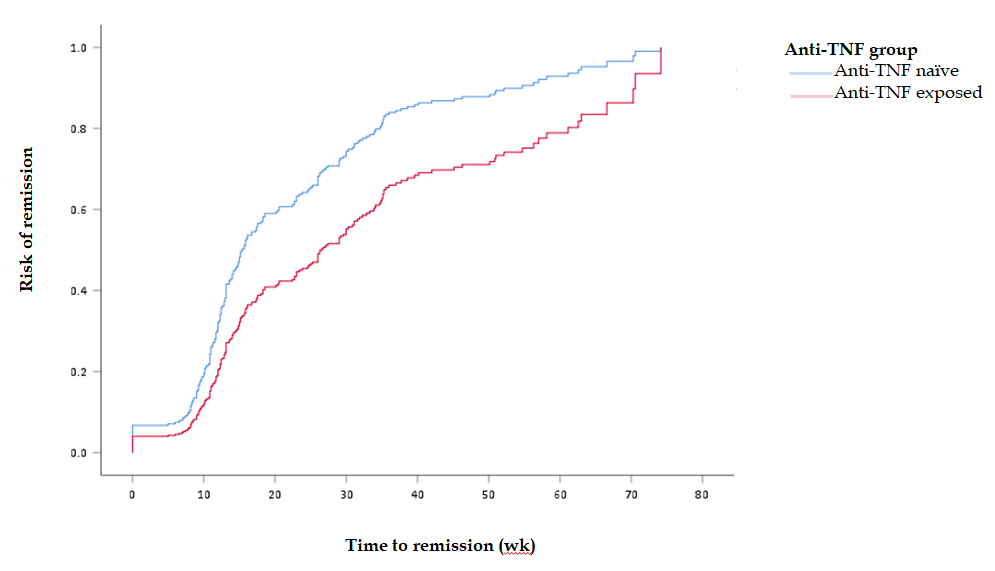 Anti-TNF group
Anti-TNF naïve
Anti-TNF exposed
Risk of remission
1.0
0.8
0.6
0.4
0.2
0.0
0 10 20 30 40 50 60 70 80
Time to remission (wk)